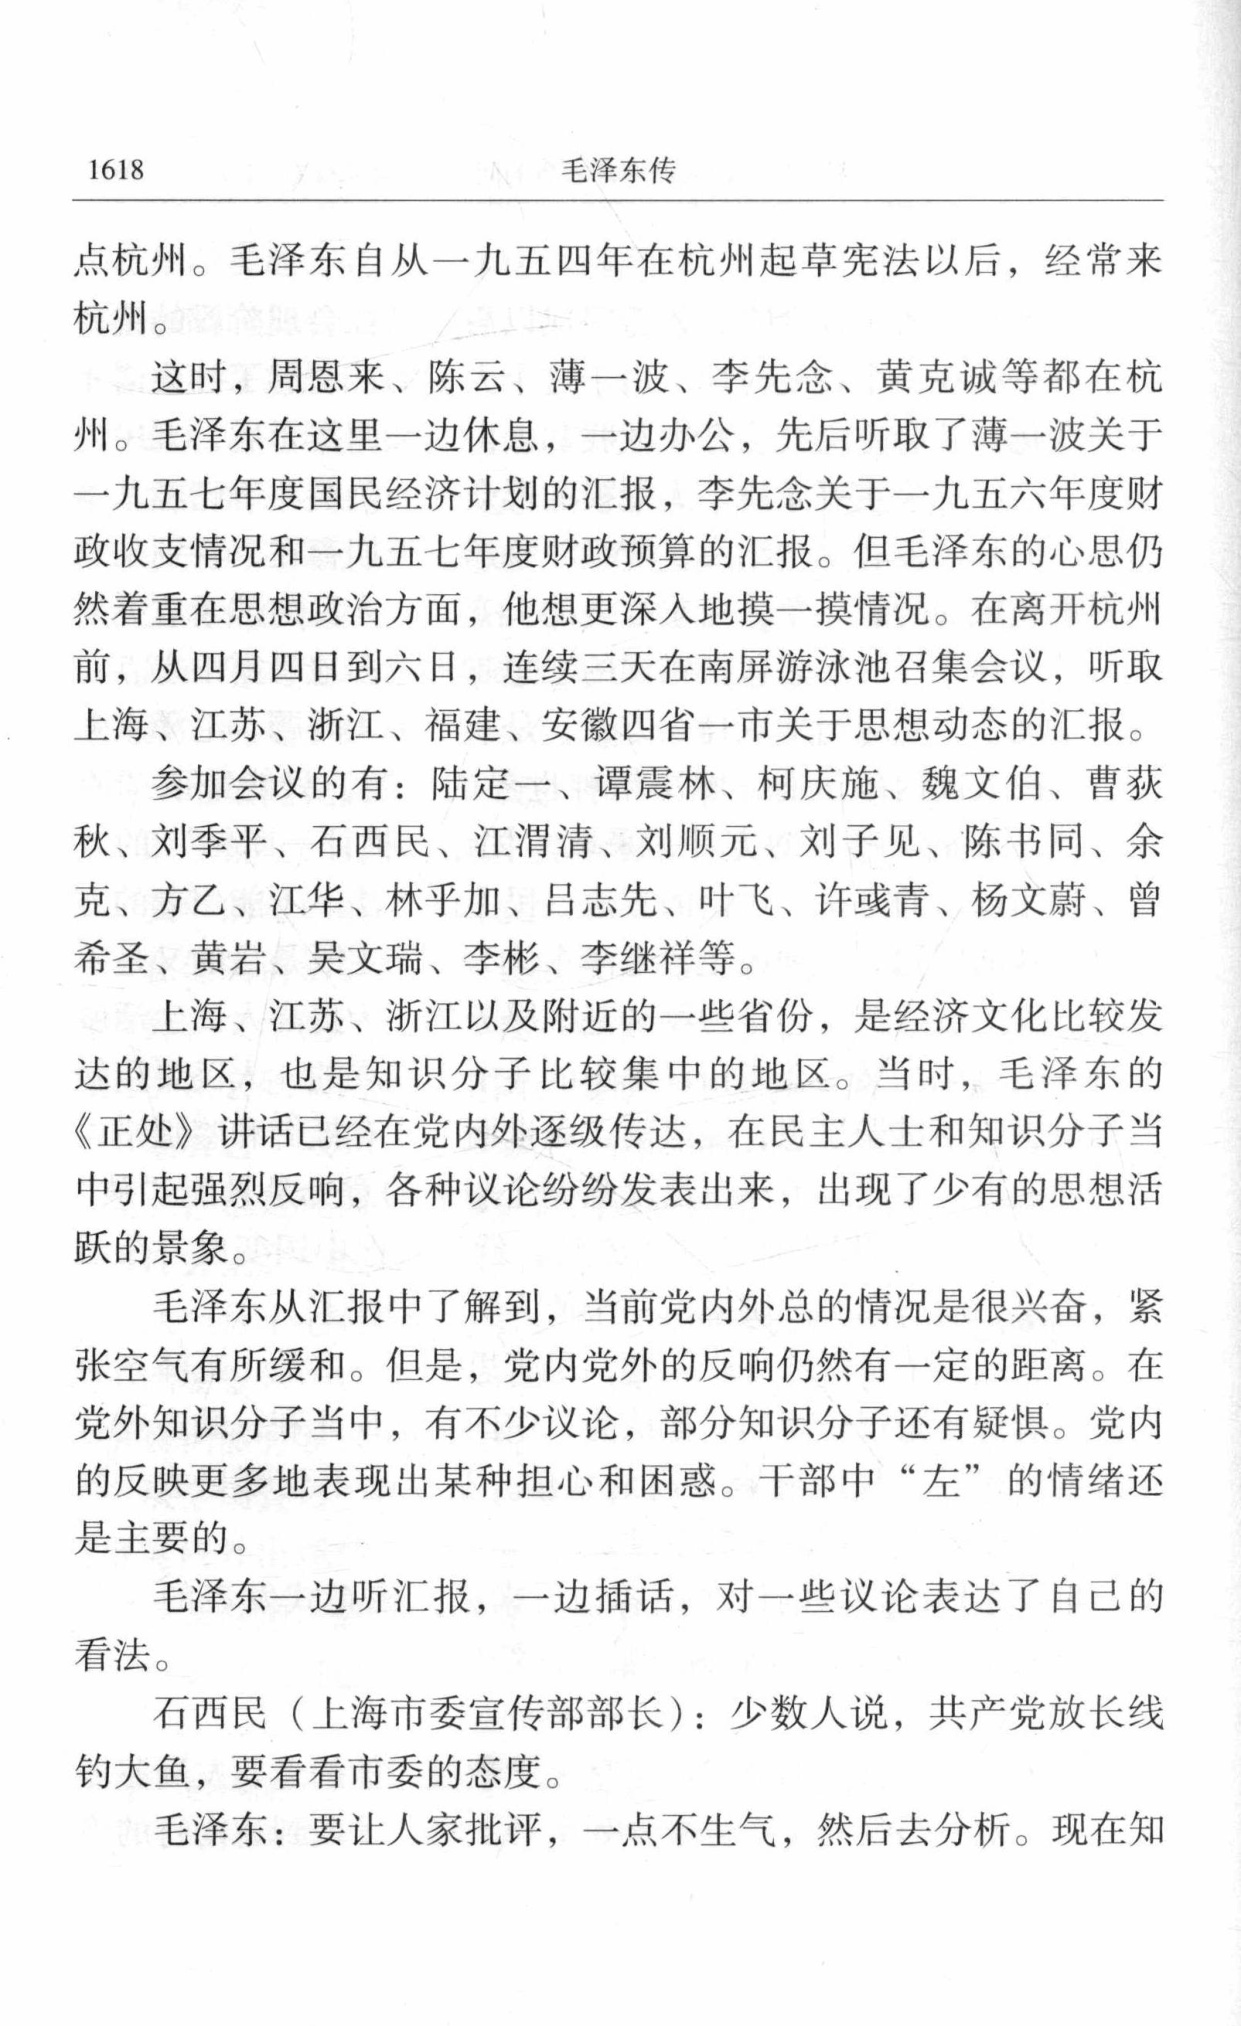 1618 毛泽东传
点杭州。毛泽东自从一九五四年在杭州起草宪法以后，经常来
杭州。
这时，周恩来、陈云、薄一波、李先念、黄克诚等都在杭
州。毛泽东在这里一边休息，一边办公，先后听取了薄一波关于
一九五七年度国民经济计划的汇报，李先念关于一九五六年度财
政收支情况和一九五七年度财政预算的汇报。但毛泽东的心思仍
然着重在思想政治方面，他想更深入地摸一摸情况。在离开杭州
前，从四月四日到六日，连续三天在南屏游泳池召集会议，听取
上海、江苏、浙江、福建、安徽四省一市关于思想动态的汇报。
参加会议的有：陆定一、谭震林、柯庆施、魏文伯、曹荻
秋、刘季平、石西民、江渭清、刘顺元、刘子见、陈书同、余
克、方乙、江华、林乎加、吕志先、叶飞、许彧青、杨文蔚、曾
希圣、黄岩、吴文瑞、李彬、李继祥等。
上海、江苏、浙江以及附近的一些省份，是经济文化比较发
达的地区，也是知识分子比较集中的地区。当时，毛泽东的
《正处》讲话已经在党内外逐级传达，在民主人士和知识分子当
中引起强烈反响，各种议论纷纷发表出来，出现了少有的思想活
跃的景象。
毛泽东从汇报中了解到，当前党内外总的情况是很兴奋，紧
张空气有所缓和。但是，党内党外的反响仍然有一定的距离。在
党外知识分子当中，有不少议论，部分知识分子还有疑惧。党内
的反映更多地表现出某种担心和困惑。干部中“左”的情绪还
是主要的。
毛泽东一边听汇报，一边插话，对一些议论表达了自己的
看法。
石西民（上海市委宣传部部长）：少数人说，共产党放长线
钓大鱼，要看看市委的态度。
毛泽东：要让人家批评，一点不生气，然后去分析。现在知